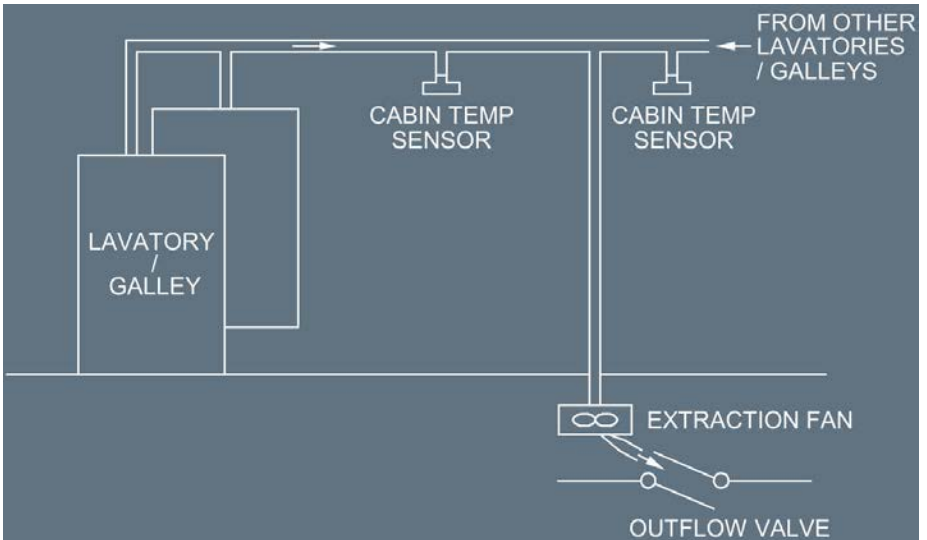 FROM OTHER
LAVATORIES
/ GALLEYS
CABIN TEMP
SENSOR
CABIN TEMP
SENSOR
LAVATORY
/
GALLEY
EXTRACTION FAN
OUTFLOW VALVE